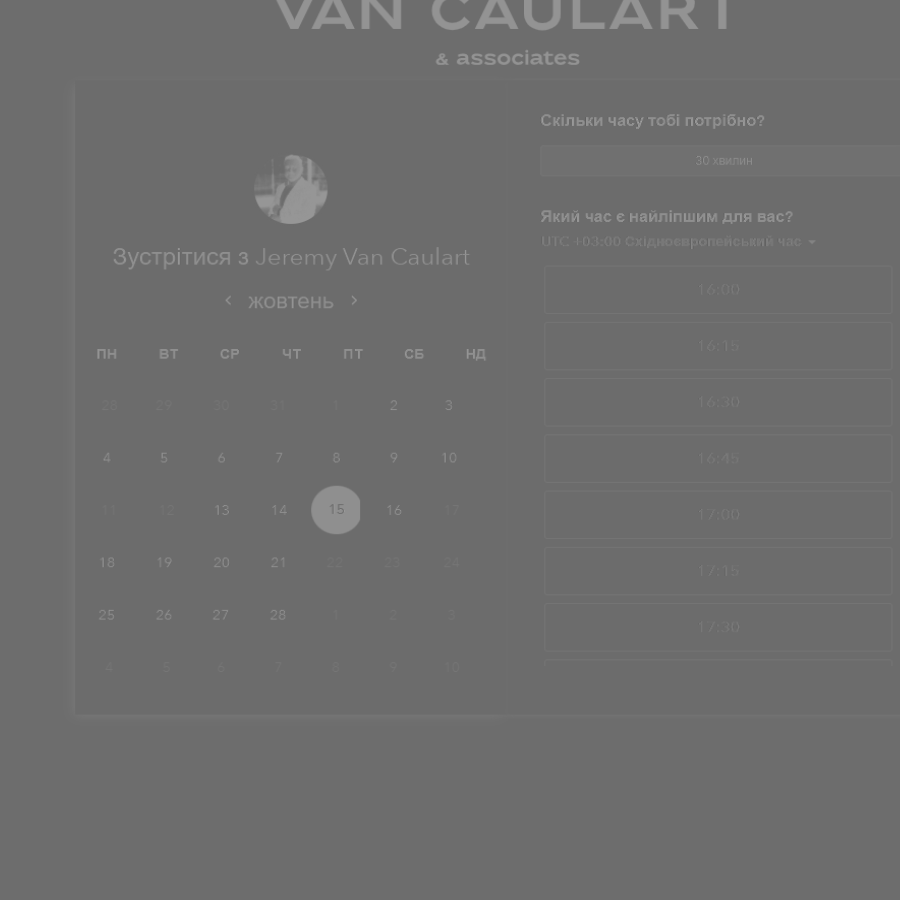 VAN CAULART
& associates
Зустрітися з Jeremy Van Caulart
жовтень
ПН ВТ СР ЧТ ПТ СБ НД
28 29 30 31 1 2 3
4 5 6 7 8 9 10
11 12 13 14 15 16 17
18 19 20 21 22 23 24
25 26 27 28 1 2 3
4 5 6 7 8 9 10
Скільки часу тобі потрібно?
30 хвилин
Який час є найліпшим для вас?
UTC +03:00 Східноєвропейський час
16:00
16:15
16:30
16:45
17:00
17:15
17:30